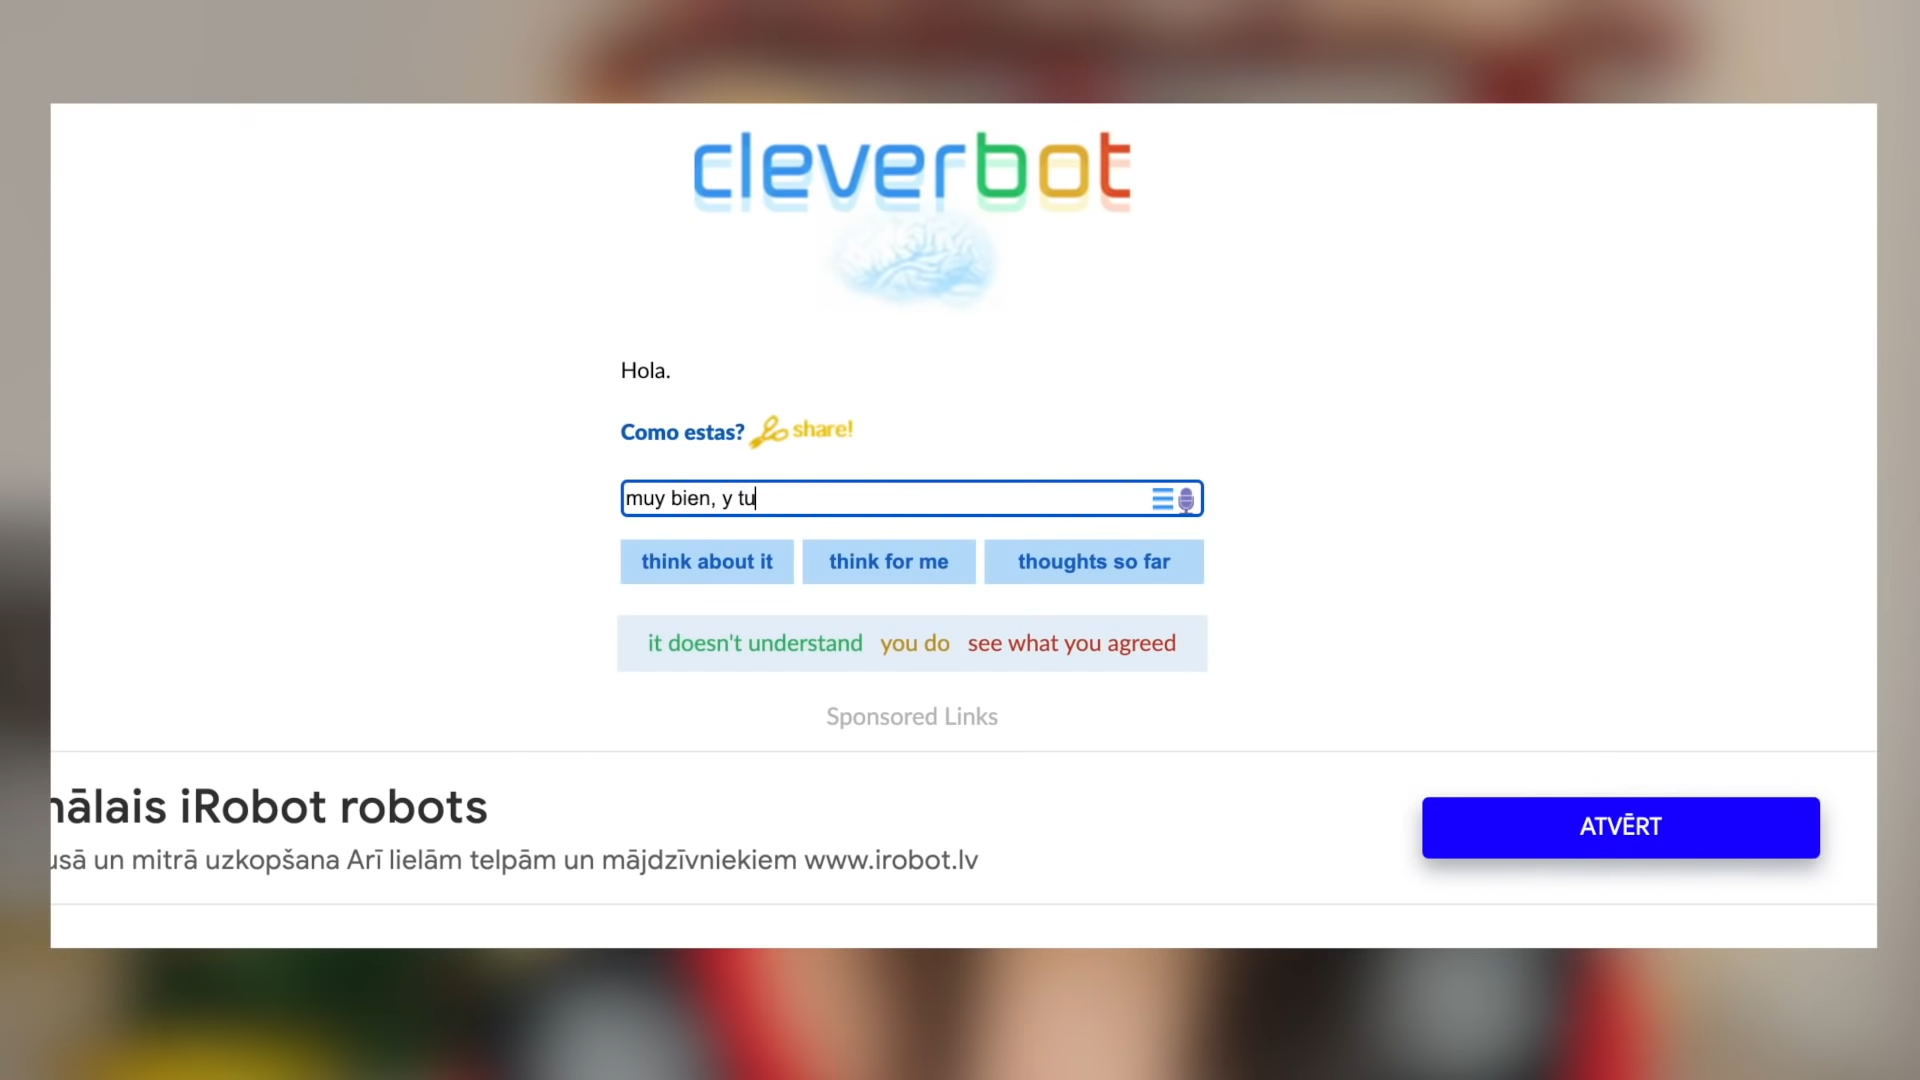 cleverbot
Hola.
Como estas? share!
muy bien, y tu
think about it think for me thoughts so far
it doesn't understand you do see what you agreed
Sponsored Links
iRobot robots
ATVĒRT
un mitrā uzkopšana Arī lielām telpām un mājdzīvniekiem www.irobot.lv